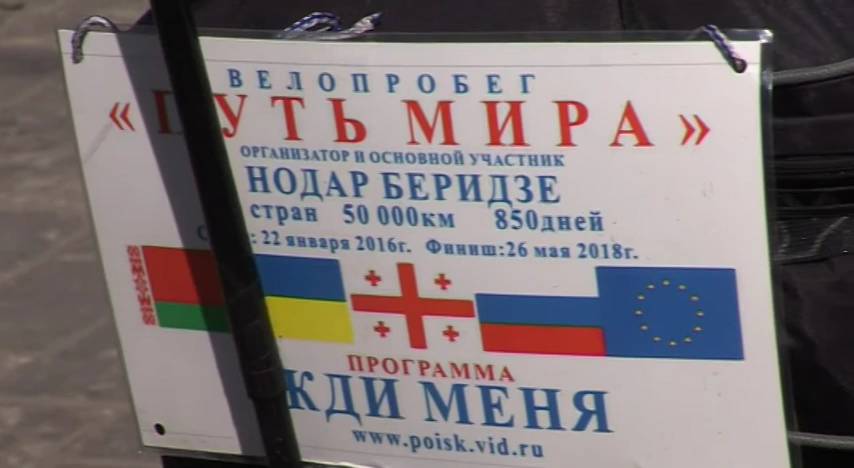 ВЕЛОПРОБЕГ
«ПУТЬ МИРА»
ОРГАНИЗАТОР И ОСНОВНОЙ УЧАСТНИК
НОДАР БЕРИДЗЕ
стран 50 000км 850дней
: 22 января 2016г. Финиш:26 мая 2018г.
ПРОГРАММА
ЖДИ МЕНЯ
www.poisk.vid.ru